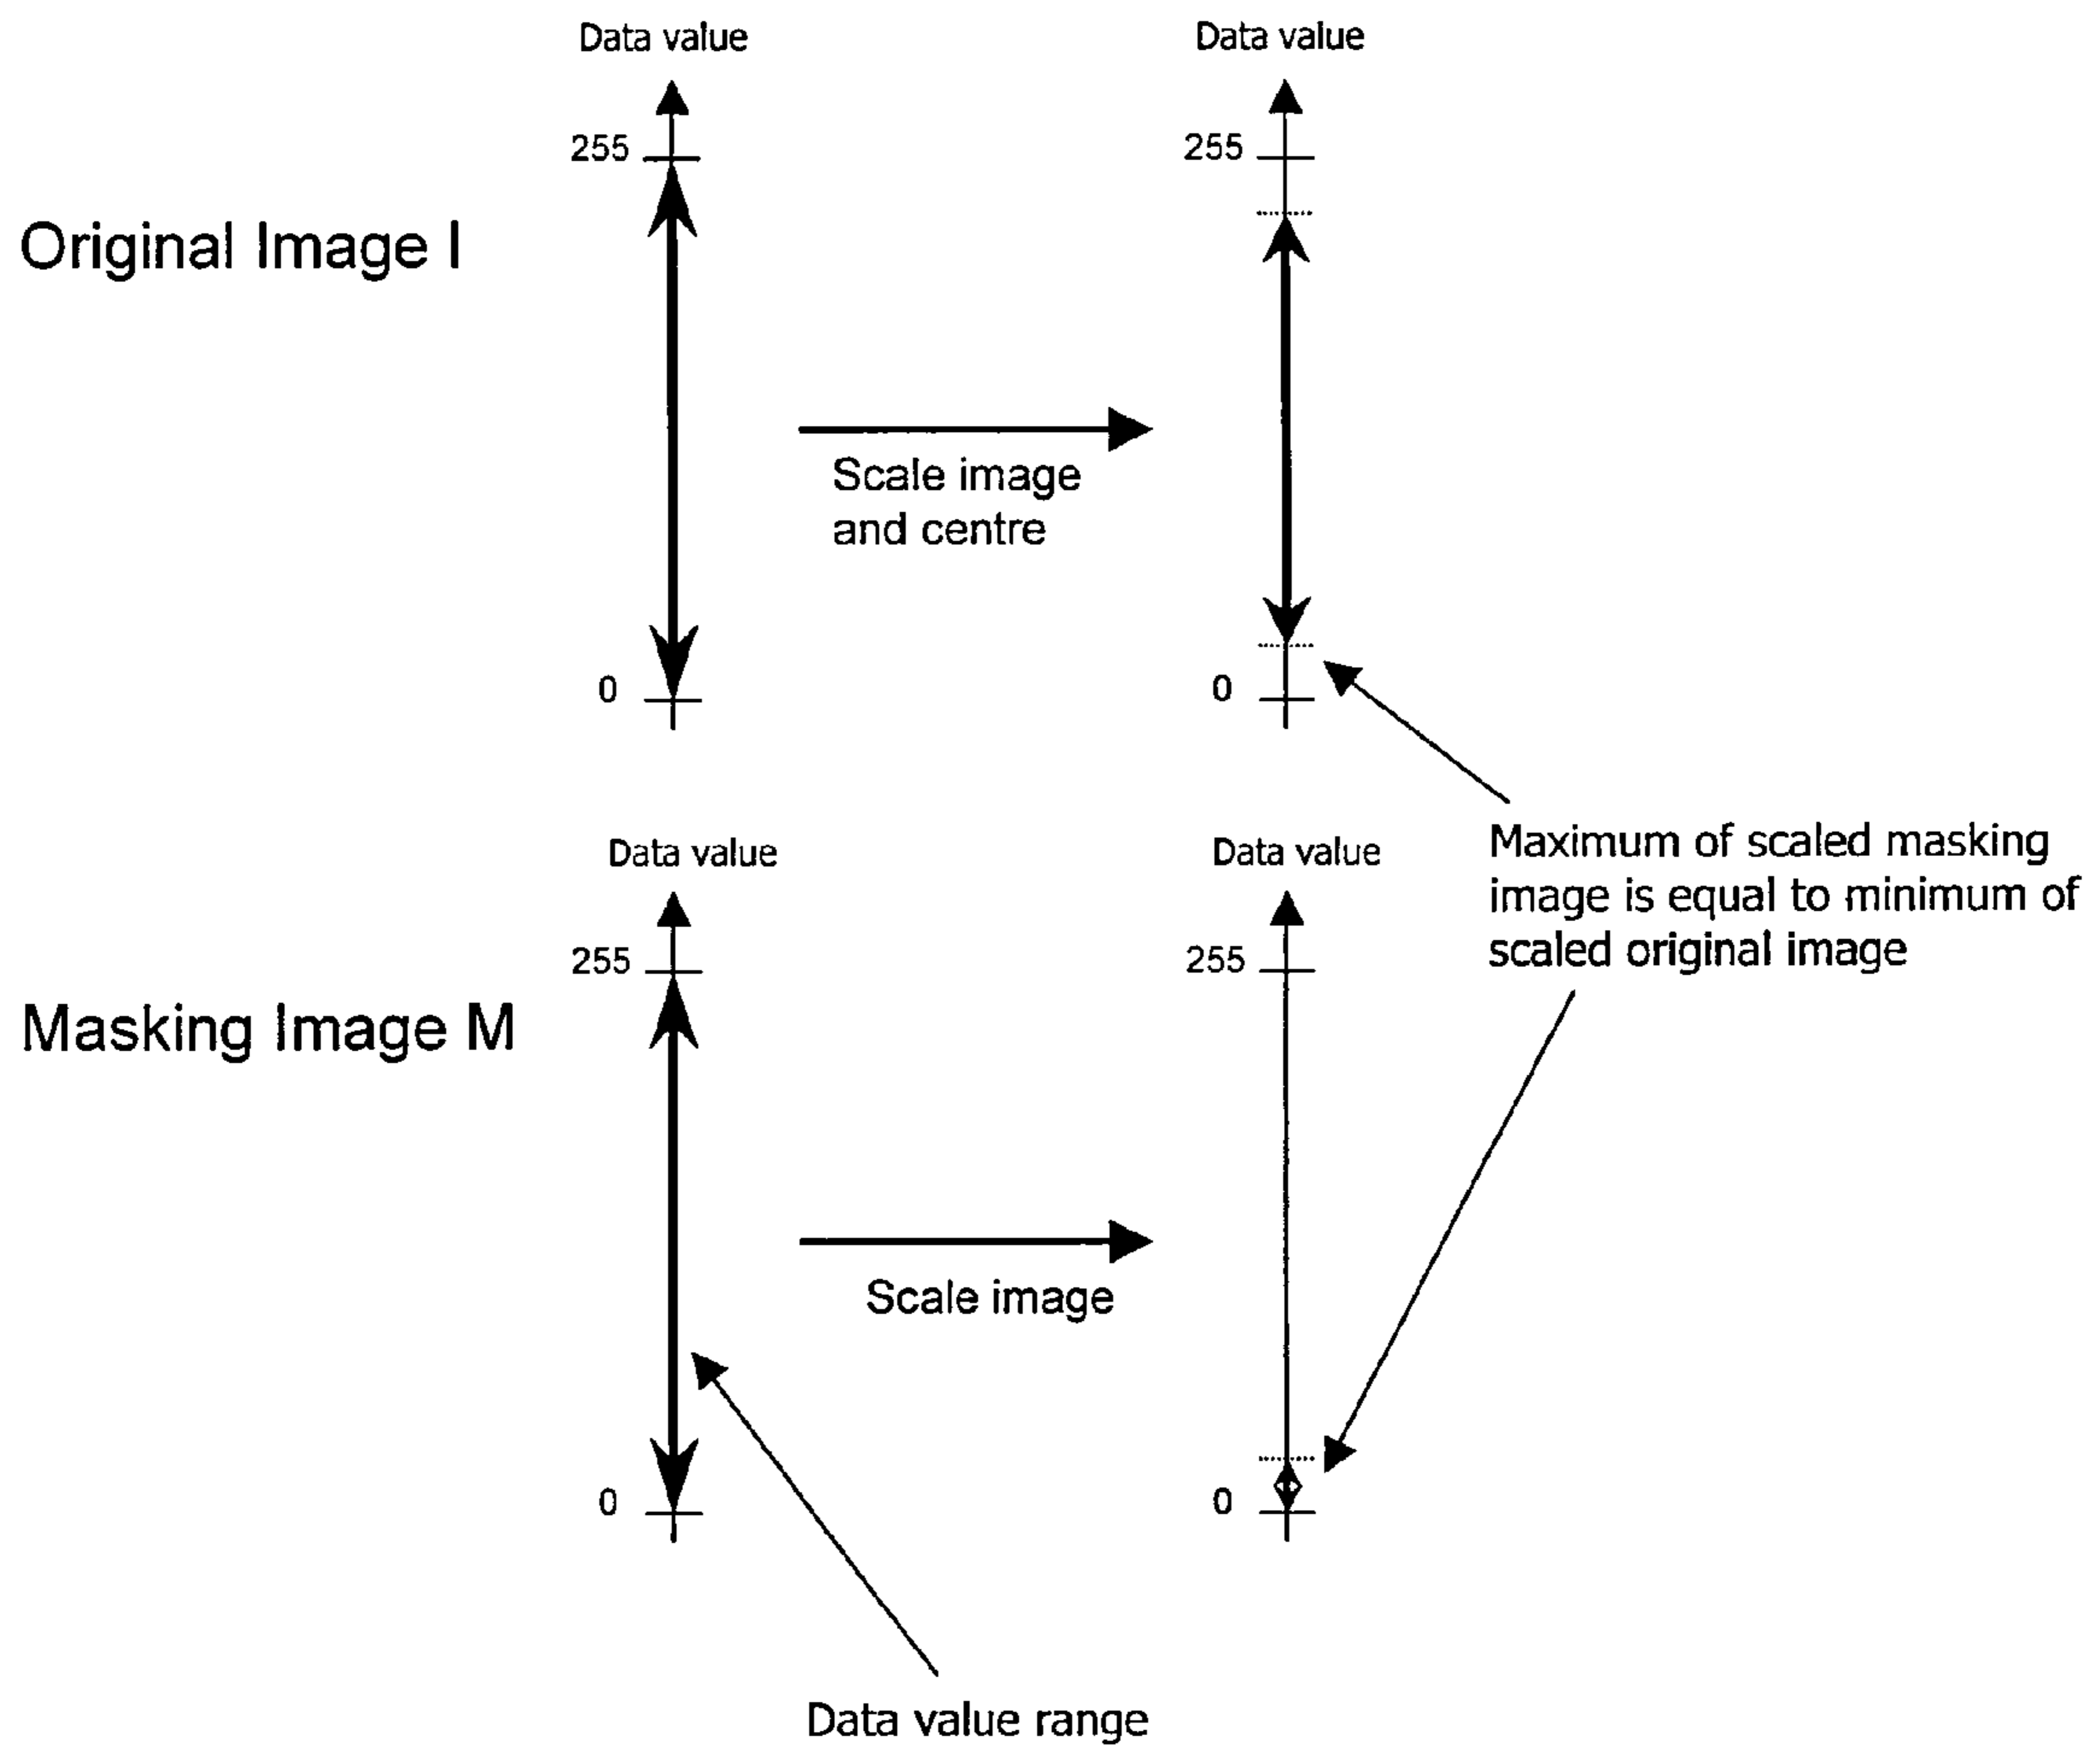 Data value
Data value
255
255
Original Image I
Scale image
and centre
0
0
Data value
Data value
Maximum of scaled masking
image is equal to minimum of
scaled original image
255
255
Masking Image M
Scale image
0
0
Data value range